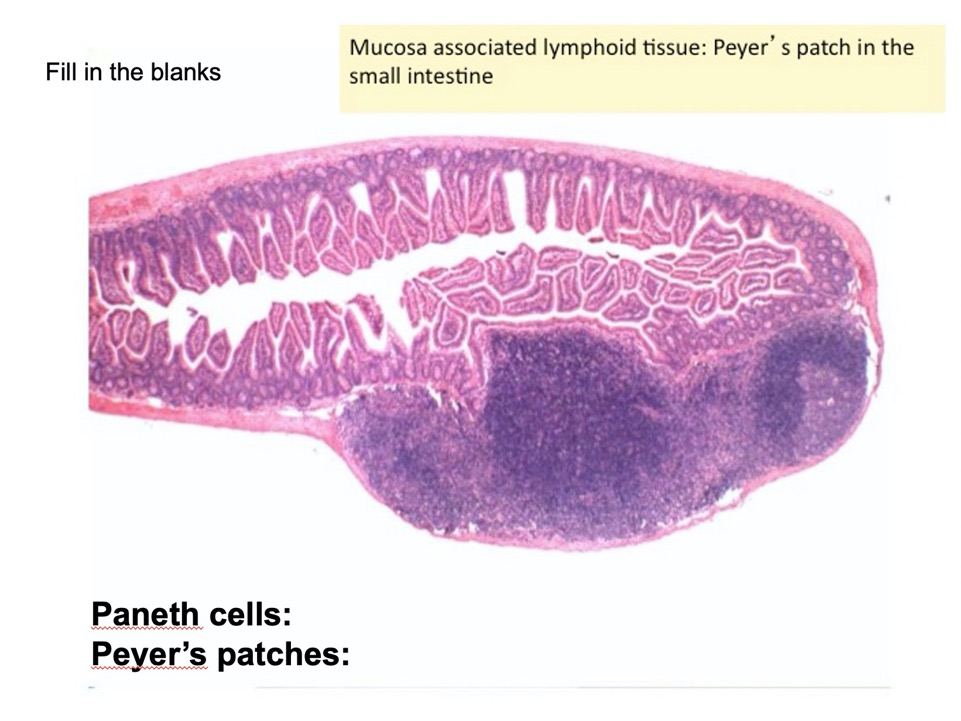 Fill in the blanks
Mucosa associated lymphoid tissue: Peyer’s patch in the
small intestine
Paneth cells:
Peyer’s patches: